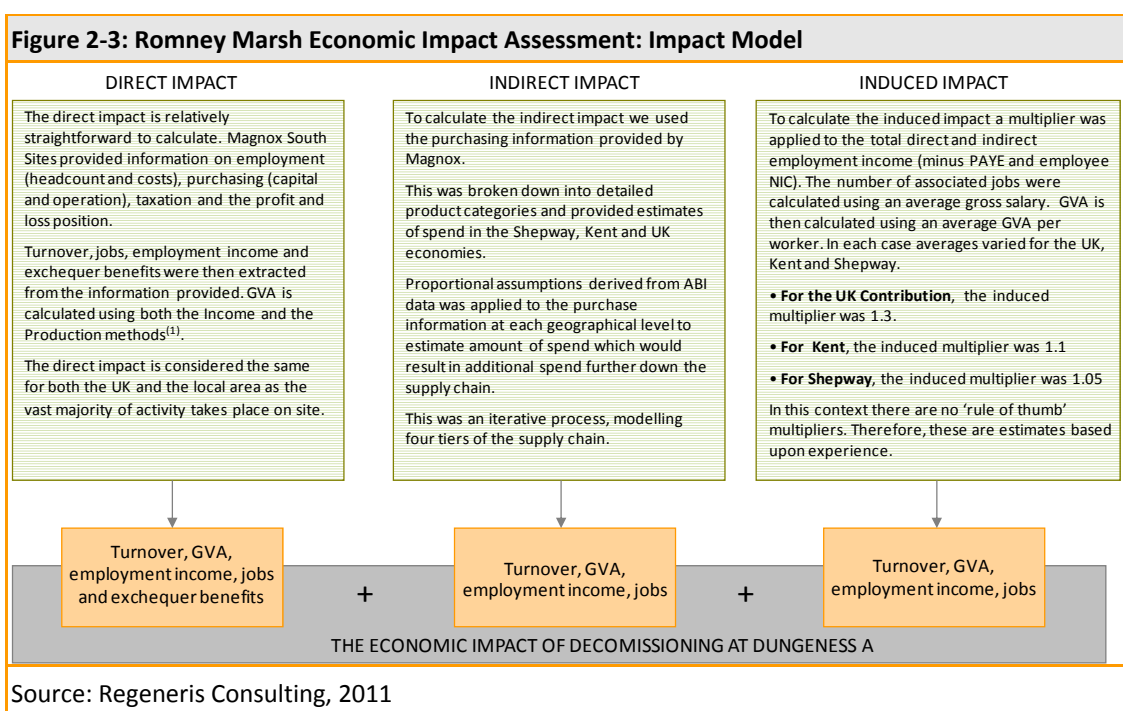 Figure 2-3: Romney Marsh Economic Impact Assessment: Impact Model
DIRECT IMPACT
The direct impact is relatively
straightforward to calculate. Magnox South
Sites provided information on employment
(headcount and costs), purchasing (capital
and operation), taxation and the profit and
loss position.
Turnover, jobs, employment income and
exchequer benefits were then extracted
from the information provided. GVA is
calculated using both the Income and the
Production methods(1).
The direct impact is considered the same
for both the UK and the local area as the
vast majority of activity takes place on site.
INDIRECT IMPACT
To calculate the indirect impact we used
the purchasing information provided by
Magnox.
This was broken down into detailed
product categories and provided estimates
of spend in the Shepway, Kent and UK
economies.
Proportional assumptions derived from ABI
data was applied to the purchase
information at each geographical level to
estimate amount of spend which would
result in additional spend further down the
supply chain.
This was an iterative process, modelling
four tiers of the supply chain.
INDUCED IMPACT
To calculate the induced impact a multiplier was
applied to the total direct and indirect
employment income (minus PAYE and employee
NIC). The number of associated jobs were
calculated using an average gross salary. GVA is
then calculated using an average GVA per
worker. In each case averages varied for the UK,
Kent and Shepway.
• For the UK Contribution, the induced
multiplier was 1.3.
• For Kent, the induced multiplier was 1.1
• For Shepway, the induced multiplier was 1.05
In this context there are no ‘rule of thumb’
multipliers. Therefore, these are estimates based
upon experience.
Turnover, GVA,
employment income, jobs
and exchequer benefits
+
Turnover, GVA,
employment income, jobs
+
Turnover, GVA,
employment income, jobs
THE ECONOMIC IMPACT OF DECOMISSIONING AT DUNGENESS A
Source: Regeneris Consulting, 2011